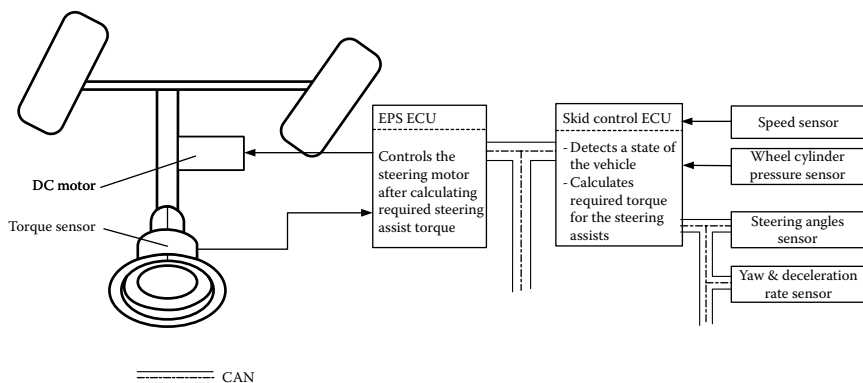 EPS ECU
Controls the
steering motor
after calculating
required steering
assist torque
Skid control ECU
- Detects a state of
the vehicle
- Calculates
required torque
for the steering
assists
Speed sensor
Wheel cylinder
pressure sensor
Steering angles
sensor
Yaw & deceleration
rate sensor
DC motor
Torque sensor
CAN